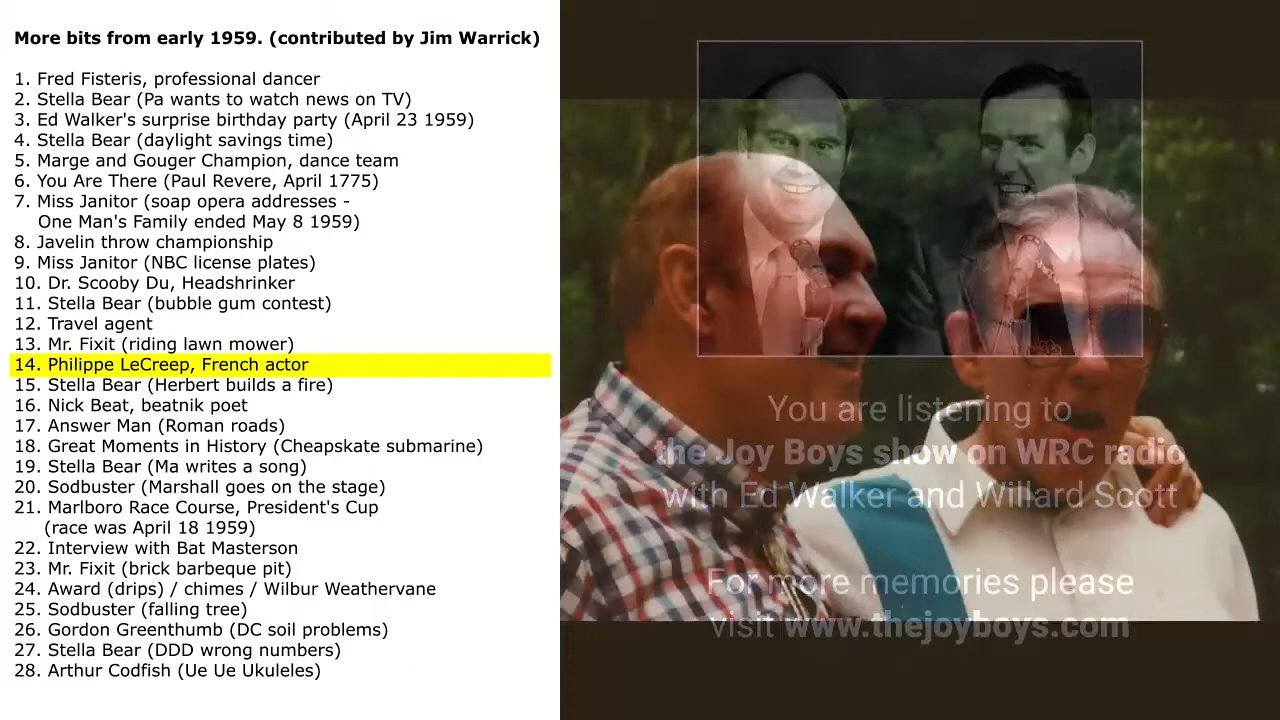 More bits from early 1959. (contributed by Jim Warrick)
1. Fred Fisteris, professional dancer
2. Stella Bear (Pa wants to watch news on TV)
3. Ed Walker's surprise birthday party (April 23 1959)
4. Stella Bear (daylight savings time)
5. Marge and Gouger Champion, dance team
6. You Are There (Paul Revere, April 1775)
7. Miss Janitor (soap opera addresses -
One Man's Family ended May 8 1959)
8. Javelin throw championship
9. Miss Janitor (NBC license plates)
10. Dr. Scooby Du, Headshrinker
11. Stella Bear (bubble gum contest)
12. Travel agent
13. Mr. Fixit (riding lawn mower)
14. Philippe LeCreep, French actor
15. Stella Bear (Herbert builds a fire)
16. Nick Beat, beatnik poet
17. Answer Man (Roman roads)
18. Great Moments in History (Cheapskate submarine)
19. Stella Bear (Ma writes a song)
20. Sodbuster (Marshall goes on the stage)
21. Marlboro Race Course, President's Cup
(race was April 18 1959)
22. Interview with Bat Masterson
23. Mr. Fixit (brick barbeque pit)
24. Award (drips) / chimes / Wilbur Weathervane
25. Sodbuster (falling tree)
26. Gordon Greenthumb (DC soil problems)
27. Stella Bear (DDD wrong numbers)
28. Arthur Codfish (Ue Ue Ukuleles)
You are listening to
the Joy Boys show on WRC radio
with Ed Walker and Willard Scott
For more memories please
visit www.thejoyboys.com